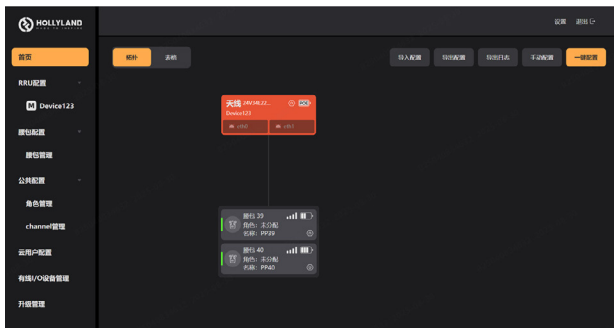 HOLLYLAND
设置 退出
首页
拓扑 表格
导入配置 导出配置 导出日志 手动配置 一键配置
RRU配置
M Device123
腰包配置
腰包管理
公共配置
角色管理
channel管理
云用户配置
有线I/O设备管理
升级管理
天线 24V34E22...
Device123
腰包 39
角色：未分配
名称：PP39
腰包 40
角色：未分配
名称：PP40